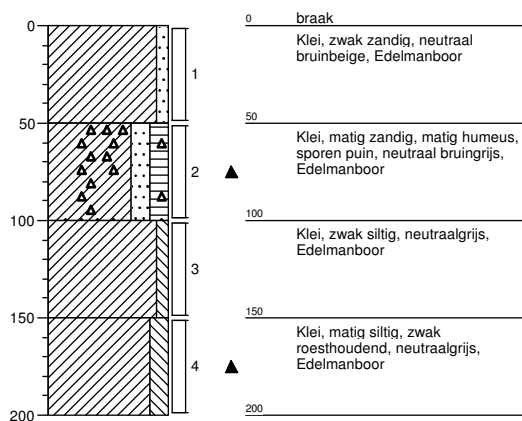 0
50
100
150
200
1
2
3
4
0 braak
Klei, zwak zandig, neutraal
bruinbeige, Edelmanboor
50
Klei, matig zandig, matig humeus,
sporen puin, neutraal bruingrijs,
Edelmanboor
100
Klei, zwak siltig, neutraalgrijs,
Edelmanboor
150
Klei, matig siltig, zwak
roesthoudend, neutraalgrijs,
Edelmanboor
200